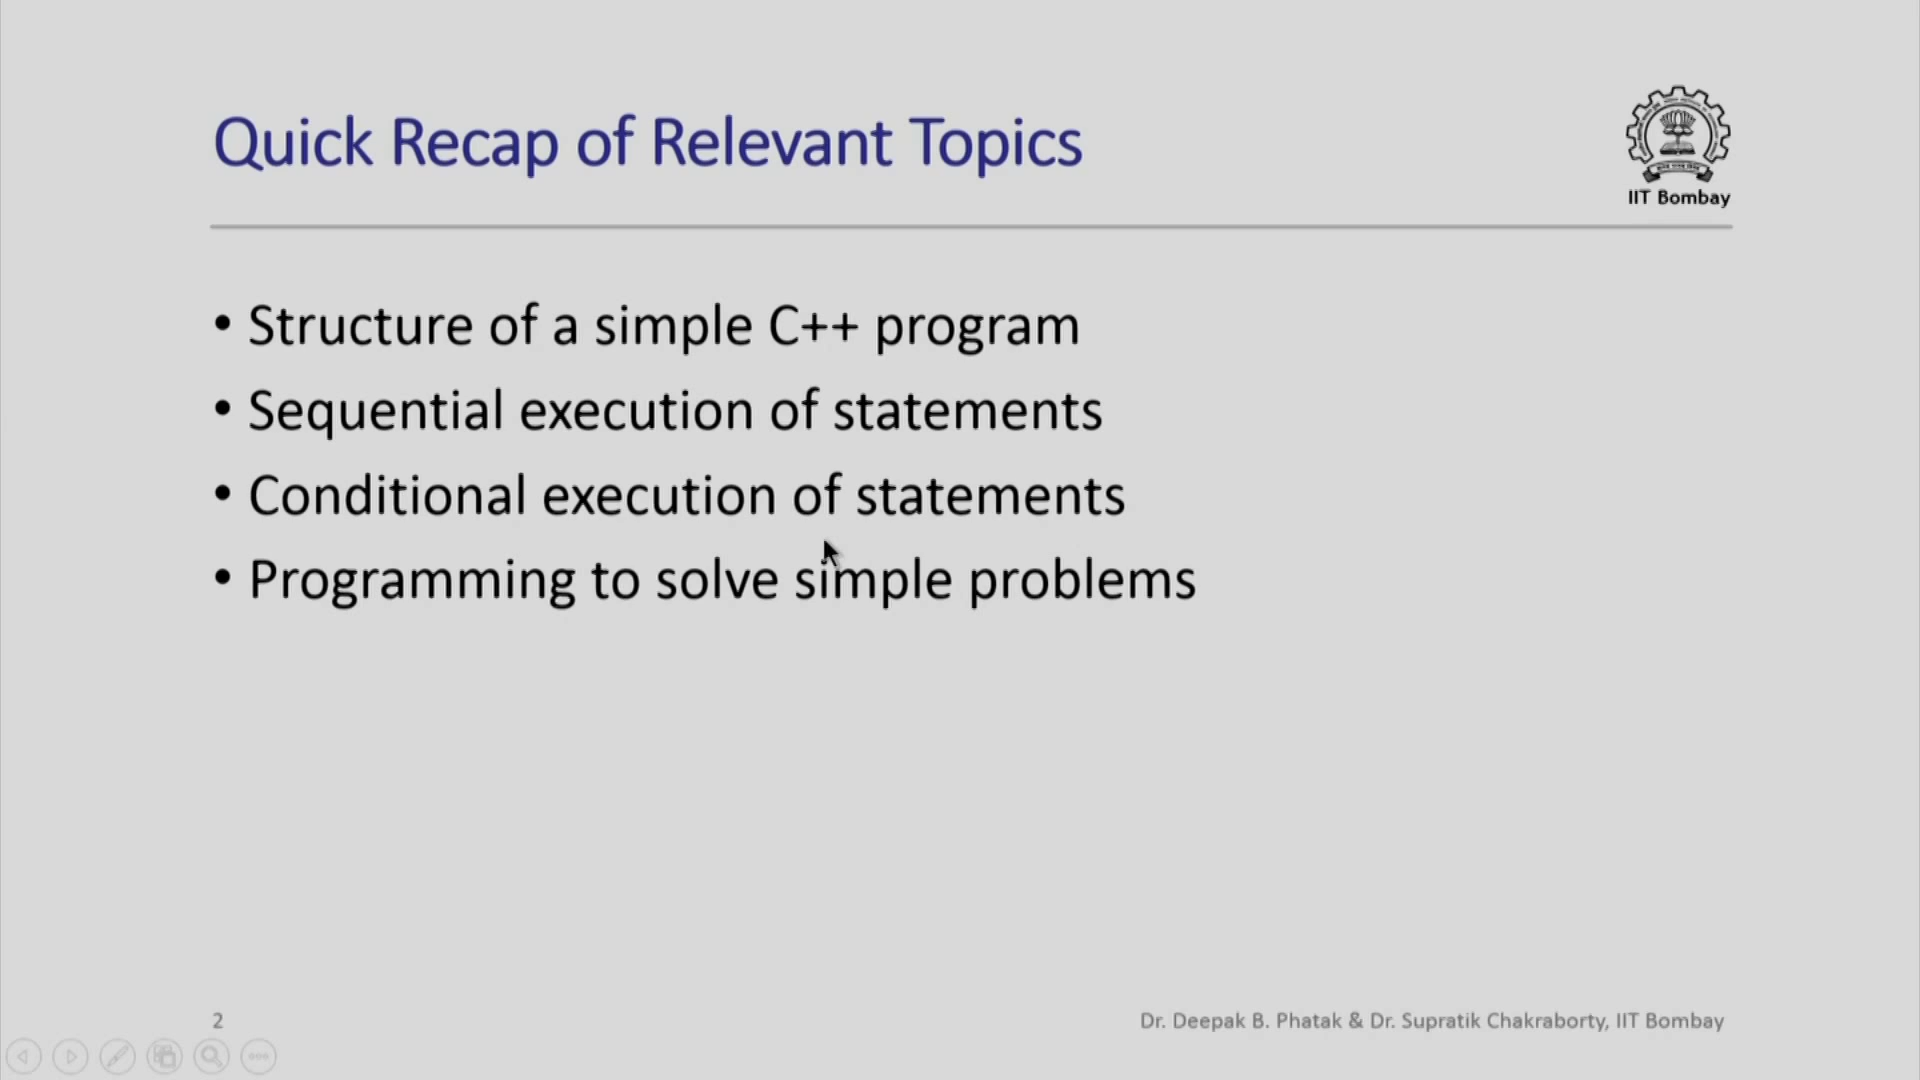 Quick Recap of Relevant Topics
IIT Bombay
• Structure of a simple C++ program
• Sequential execution of statements
• Conditional execution of statements
• Programming to solve simple problems
2
Dr. Deepak B. Phatak & Dr. Supratik Chakraborty, IIT Bombay